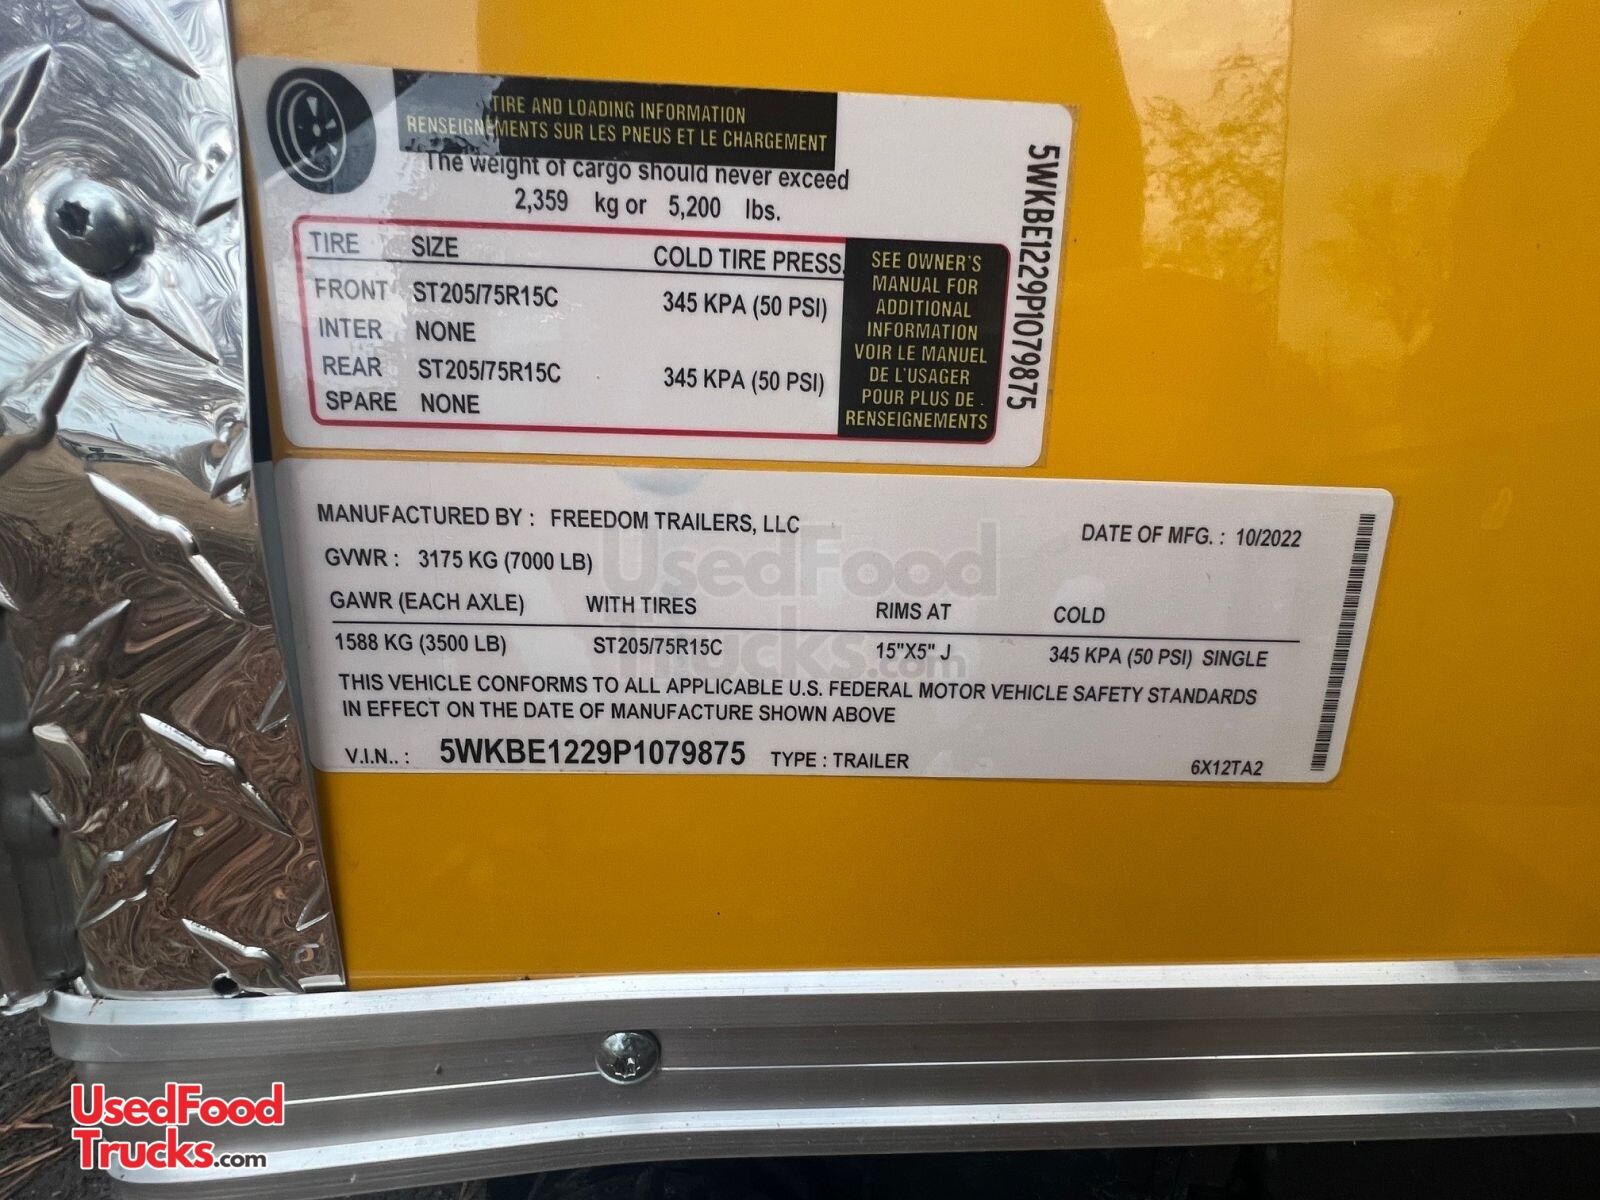 TIRE AND LOADING INFORMATION
RENSEIGNEMENTS SUR LES PNEUS ET LE CHARGEMENT
The weight of cargo should never exceed
2,359 kg or 5,200 lbs.
TIRE SIZE COLD TIRE PRESS.
FRONT ST205/75R15C 345 KPA (50 PSI)
INTER NONE
REAR ST205/75R15C 345 KPA (50 PSI)
SPARE NONE
SEE OWNER'S
MANUAL FOR
ADDITIONAL
INFORMATION
VOIR LE MANUEL
DE L'USAGER
POUR PLUS DE
RENSEIGNEMENTS
5WKBE1229P1079875
MANUFACTURED BY : FREEDOM TRAILERS, LLC DATE OF MFG. : 10/2022
GVWR : 3175 KG (7000 LB)
GAWR (EACH AXLE) WITH TIRES RIMS AT COLD
1588 KG (3500 LB) ST205/75R15C 15"X5" J 345 KPA (50 PSI) SINGLE
THIS VEHICLE CONFORMS TO ALL APPLICABLE U.S. FEDERAL MOTOR VEHICLE SAFETY STANDARDS
IN EFFECT ON THE DATE OF MANUFACTURE SHOWN ABOVE
V.I.N.. : 5WKBE1229P1079875 TYPE : TRAILER 6X12TA2
UsedFood
Trucks.com
UsedFood
Trucks.com